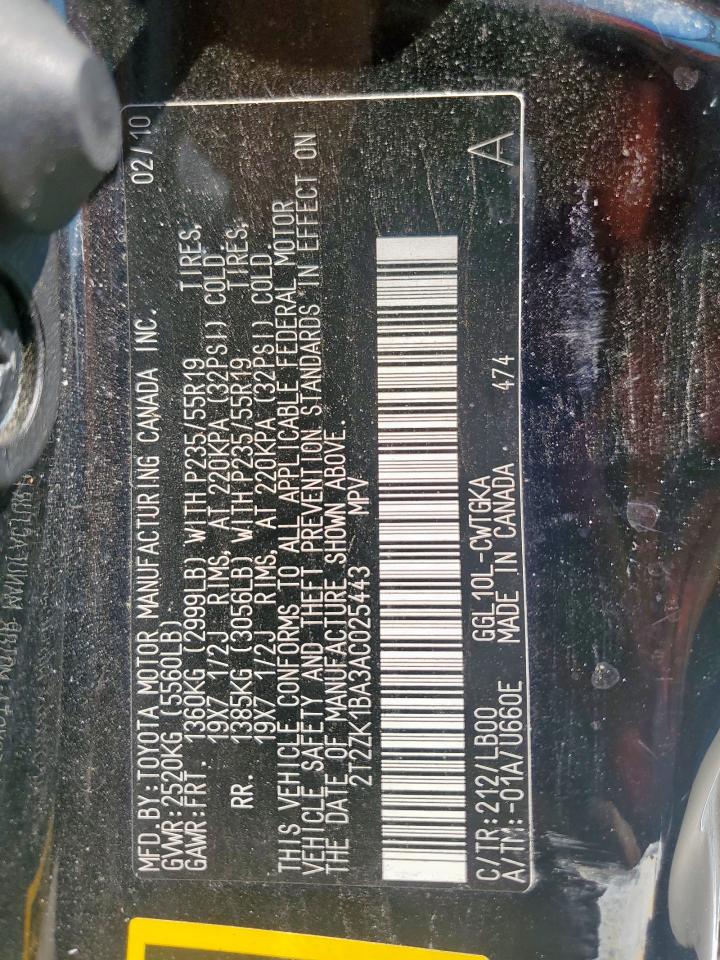 MFD.BY:TOYOTA MOTOR MANUFACTURING CANADA INC. 02/10
GVWR:2520KG (5560LB)
GAWR:FRT. 1360KG (2999LB) WITH P235/55R19 TIRES,
19X7 1/2J RIMS, AT 220KPA (32PSI) COLD.
RR. 1385KG (3056LB) WITH P235/55R19 TIRES,
19X7 1/2J RIMS, AT 220KPA (32PSI) COLD
THIS VEHICLE CONFORMS TO ALL APPLICABLE FEDERAL MOTOR
VEHICLE SAFETY AND THEFT PREVENTION STANDARDS IN EFFECT ON
THE DATE OF MANUFACTURE SHOWN ABOVE.
2T2ZK1BA3AC025443 MPV
C/TR:212/LB00 GGL10L-CWTGKA 474 A
A/TM:-01A/U660E MADE IN CANADA